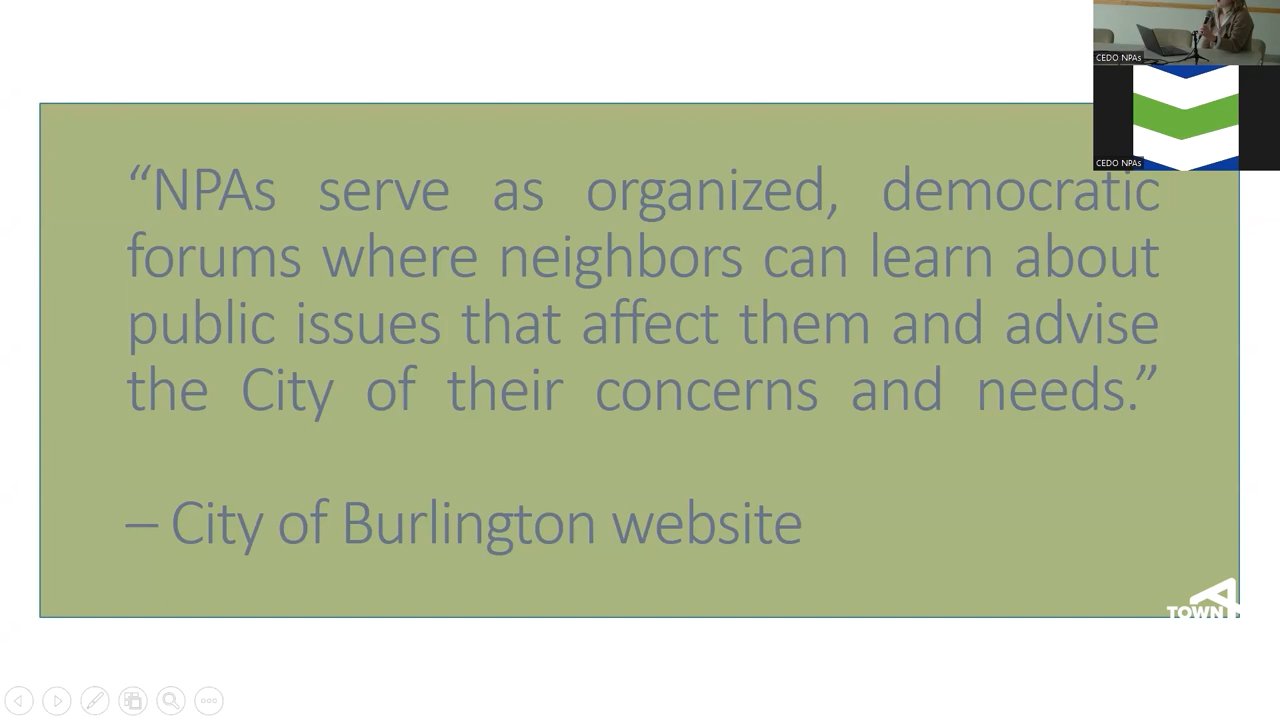 CEDO NPAs
CEDO NPAs
“NPAs serve as organized, democratic
forums where neighbors can learn about
public issues that affect them and advise
the City of their concerns and needs.”
– City of Burlington website
TOWN